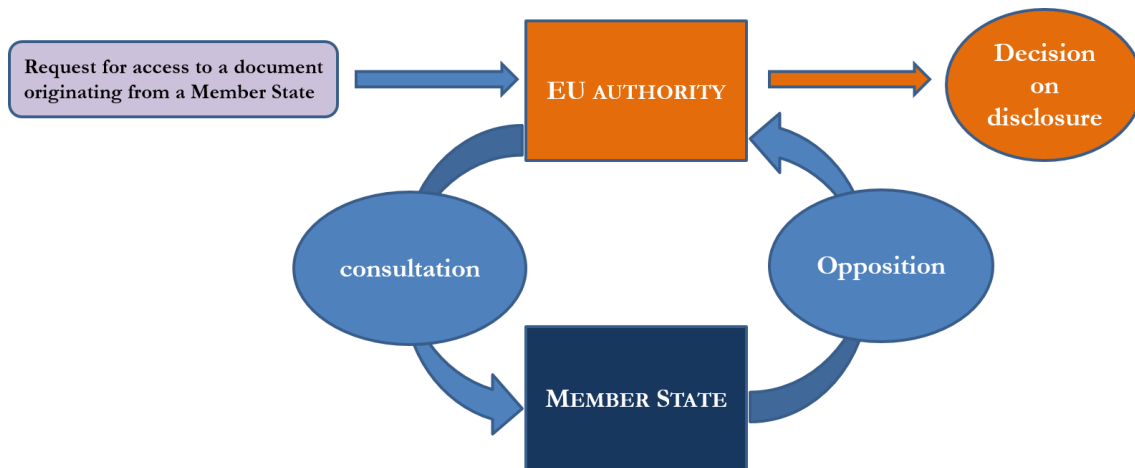 Request for access to a document
originating from a Member State
EU AUTHORITY
Decision
on
disclosure
consultation
Opposition
MEMBER STATE